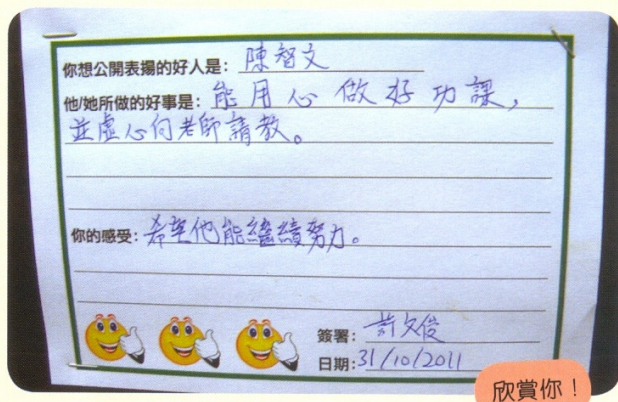 你想公開表揚的好人是：陳智文
他/她所做的好事是：能用心做好功課，
並虛心向老師請教。
你的感受：希望他能繼續努力。
簽署：許文俊
日期：31/10/2011
欣賞你！